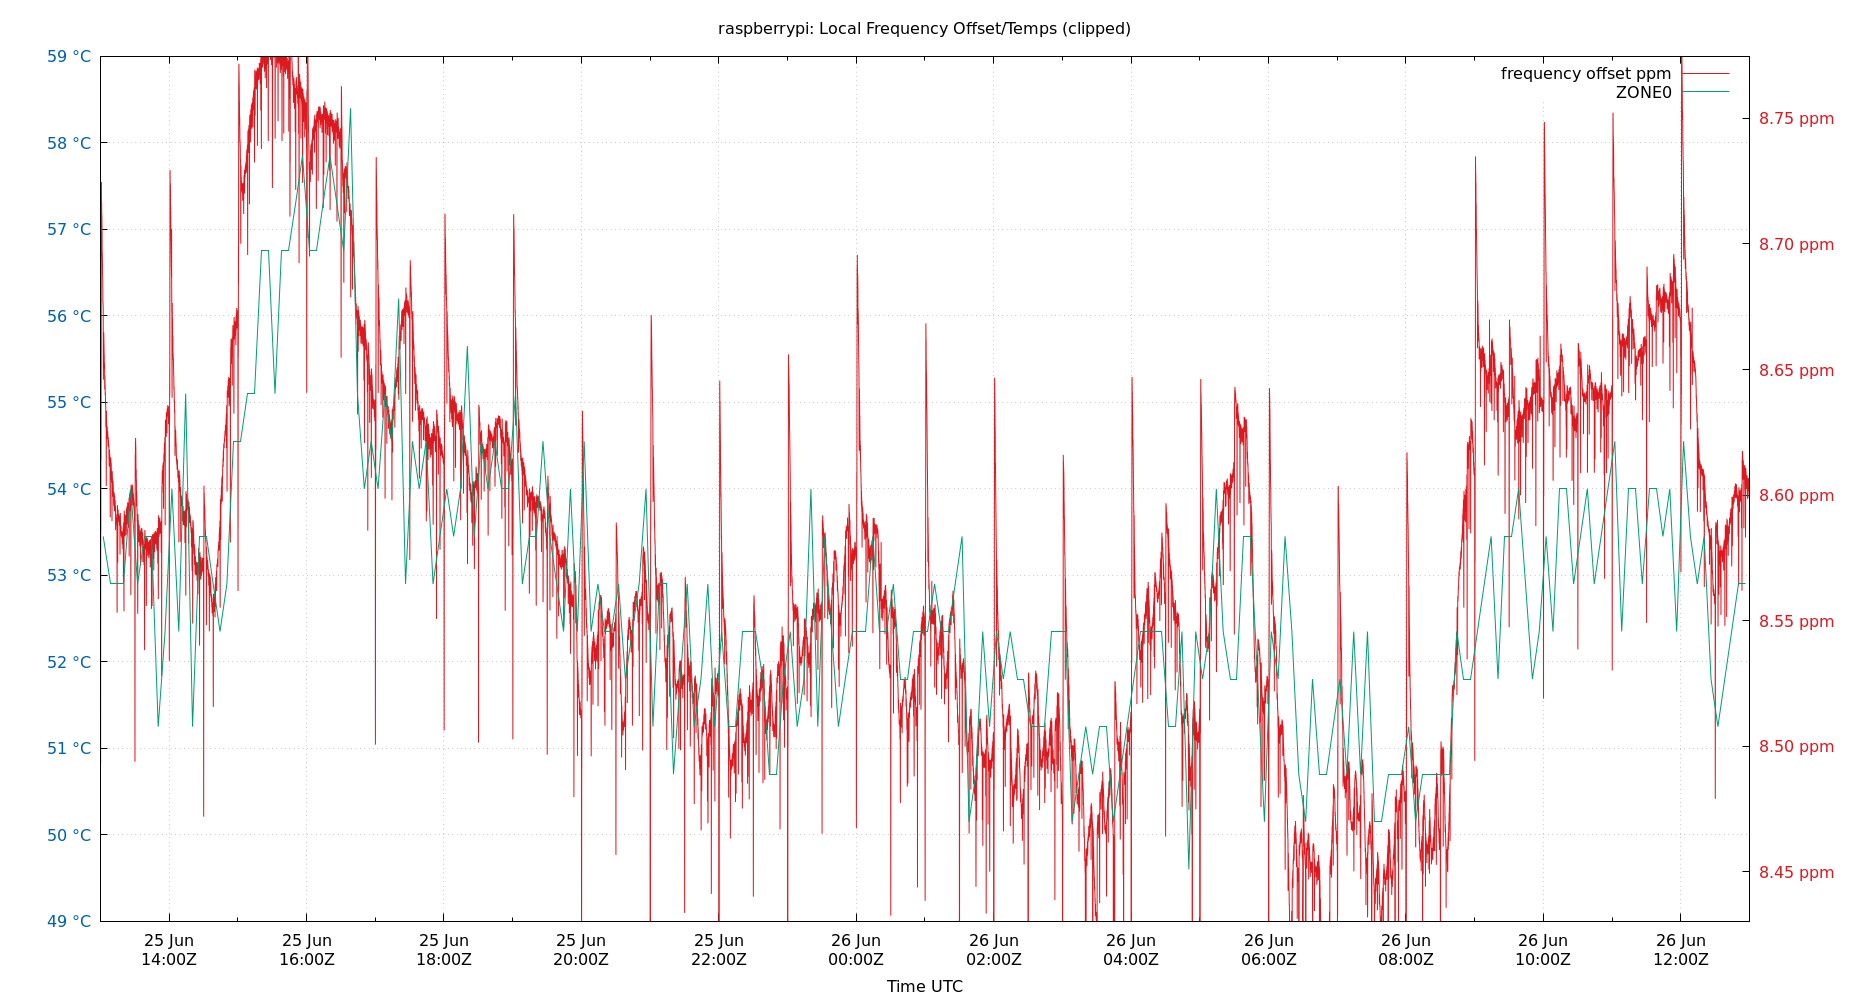 raspberrypi: Local Frequency Offset/Temps (clipped)
59 °C
58 °C
57 °C
56 °C
55 °C
54 °C
53 °C
52 °C
51 °C
50 °C
49 °C
frequency offset ppm
ZONE0
8.75 ppm
8.70 ppm
8.65 ppm
8.60 ppm
8.55 ppm
8.50 ppm
8.45 ppm
25 Jun 25 Jun 25 Jun 25 Jun 25 Jun 26 Jun 26 Jun 26 Jun 26 Jun 26 Jun 26 Jun 26 Jun
14:00Z 16:00Z 18:00Z 20:00Z 22:00Z 00:00Z 02:00Z 04:00Z 06:00Z 08:00Z 10:00Z 12:00Z
Time UTC